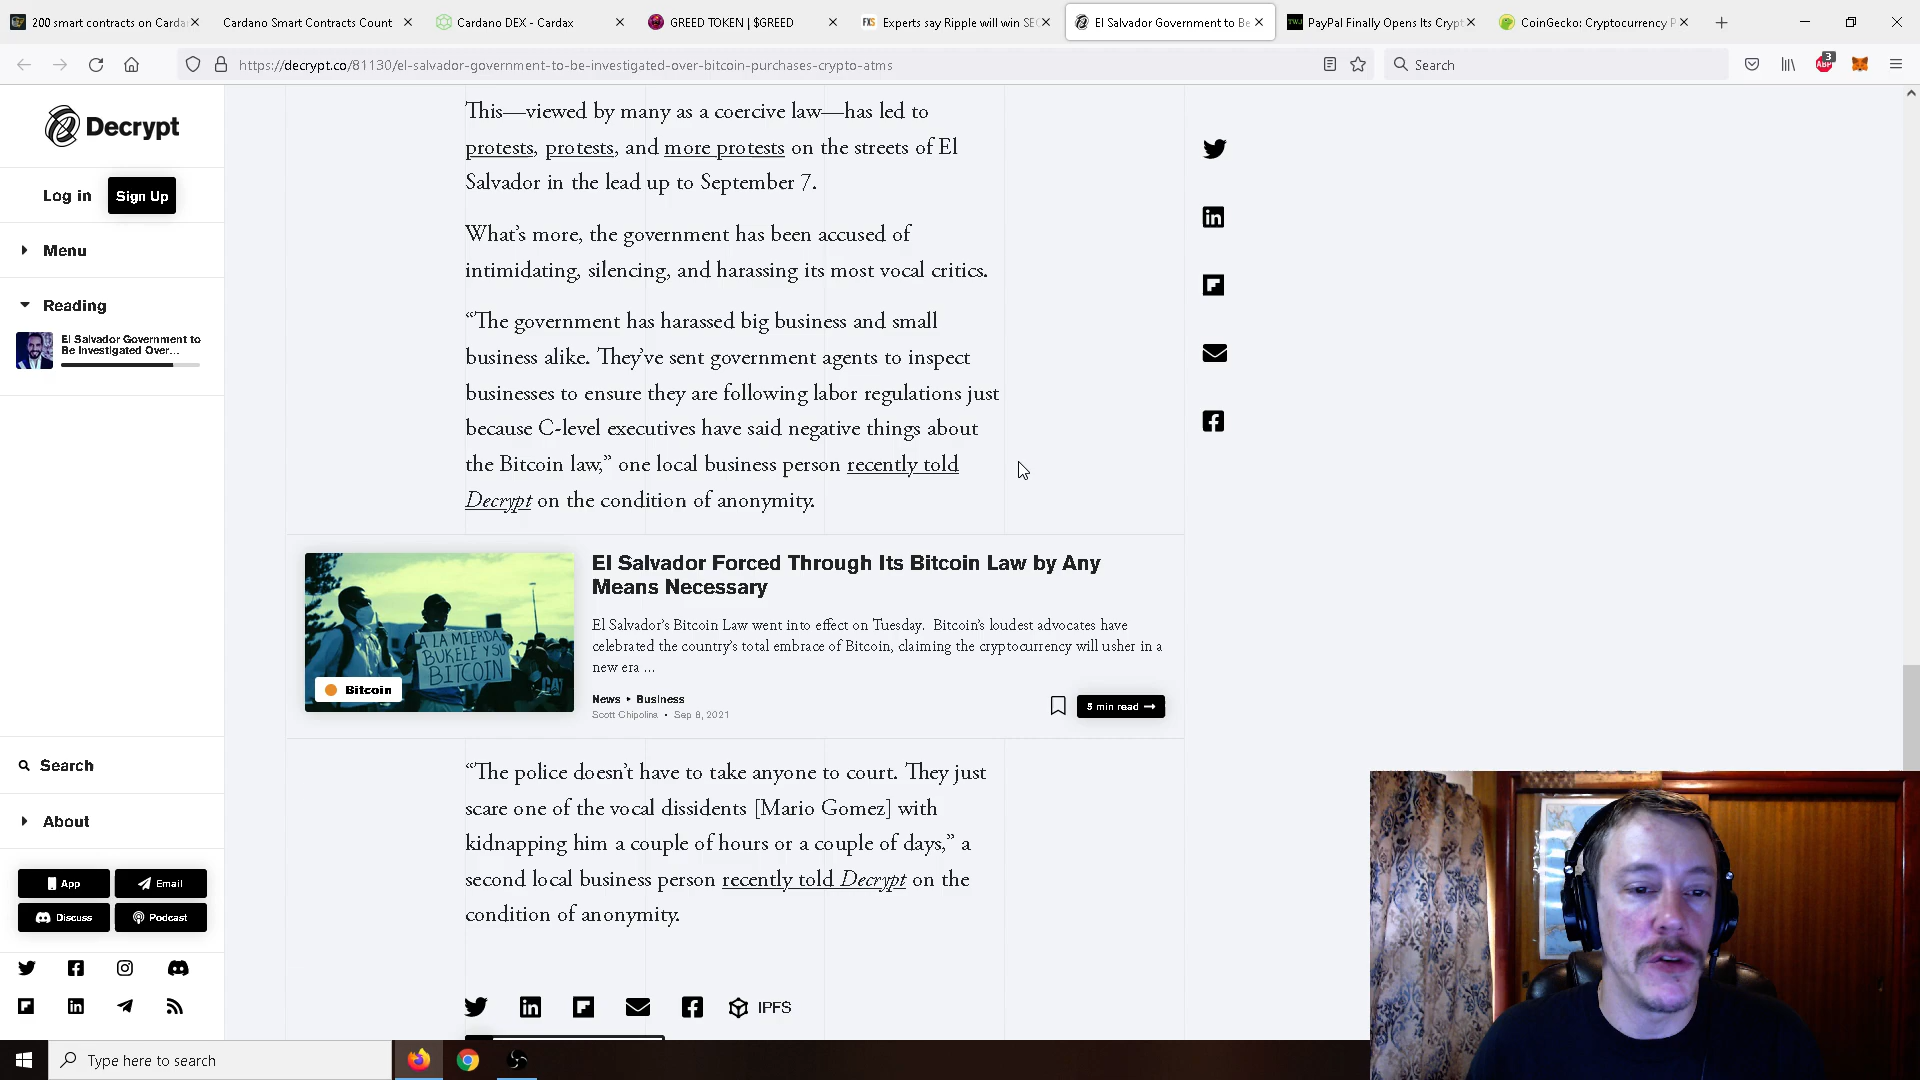 200 smart contracts on Carda
Cardano Smart Contracts Count
Cardano DEX - Cardax
GREED TOKEN | $GREED
FXS
Experts say Ripple will win SEC
El Salvador Government to Be
TWJ
PayPal Finally Opens Its Crypt
CoinGecko: Cryptocurrency P
https://decrypt.co/81130/el-salvador-government-to-be-investigated-over-bitcoin-purchases-crypto-atms
Search
ABP
3
Decrypt
Log in
Sign Up
Menu
Reading
El Salvador Government to
Be Investigated Over...
Search
About
App
Email
Discuss
Podcast
This—viewed by many as a coercive law—has led to
protests, protests, and more protests on the streets of El
Salvador in the lead up to September 7.
What's more, the government has been accused of
intimidating, silencing, and harassing its most vocal critics.
“The government has harassed big business and small
business alike. They've sent government agents to inspect
businesses to ensure they are following labor regulations just
because C-level executives have said negative things about
the Bitcoin law,” one local business person recently told
Decrypt on the condition of anonymity.
A LA MIERDA
BUKELE Y SU
BITCOIN
CAT
Bitcoin
El Salvador Forced Through Its Bitcoin Law by Any
Means Necessary
El Salvador's Bitcoin Law went into effect on Tuesday. Bitcoin's loudest advocates have
celebrated the country's total embrace of Bitcoin, claiming the cryptocurrency will usher in a
new era ...
News ‣ Business
Scott Chipolina • Sep 8, 2021
5 min read →
“The police doesn't have to take anyone to court. They just
scare one of the vocal dissidents [Mario Gomez] with
kidnapping him a couple of hours or a couple of days,” a
second local business person recently told Decrypt on the
condition of anonymity.
IPFS
Type here to search